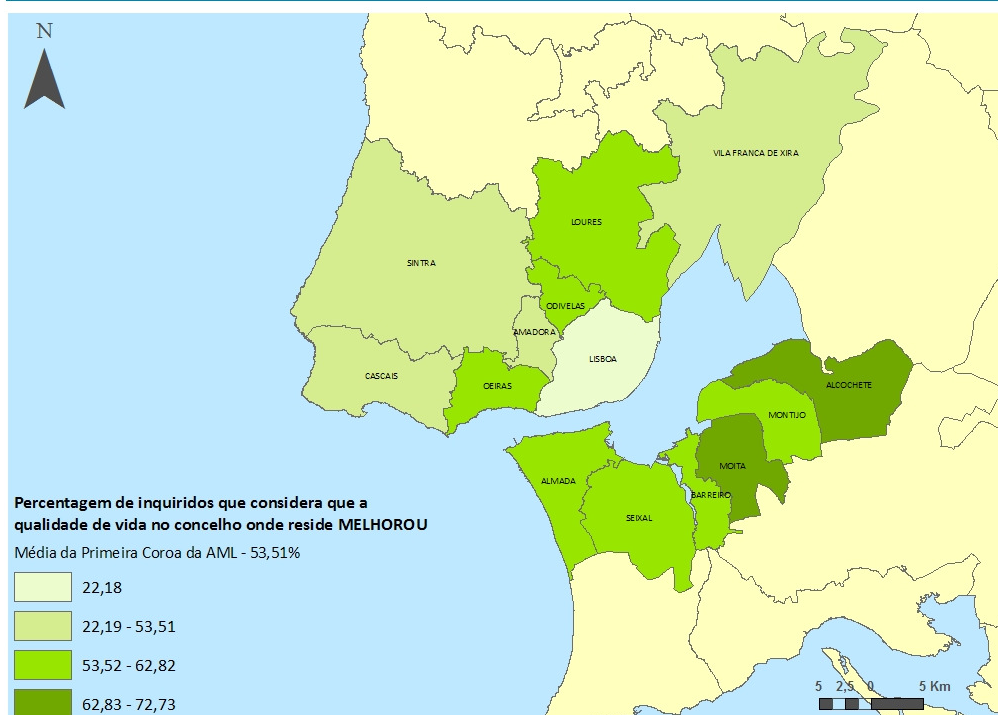 N
VILA FRANCA DE XIRA
LOURES
SINTRA
ODIVELAS
AMADORA
LISBOA
CASCAIS
OEIRAS
ALCOCHETE
MONTIJO
MOITA
ALMADA
BARREIRO
SEIXAL
Percentagem de inquiridos que considera que a
qualidade de vida no concelho onde reside MELHOROU
Média da Primeira Coroa da AML - 53,51%
22,18
22,19 - 53,51
53,52 - 62,82
62,83 - 72,73
5 2,5 0 5 Km